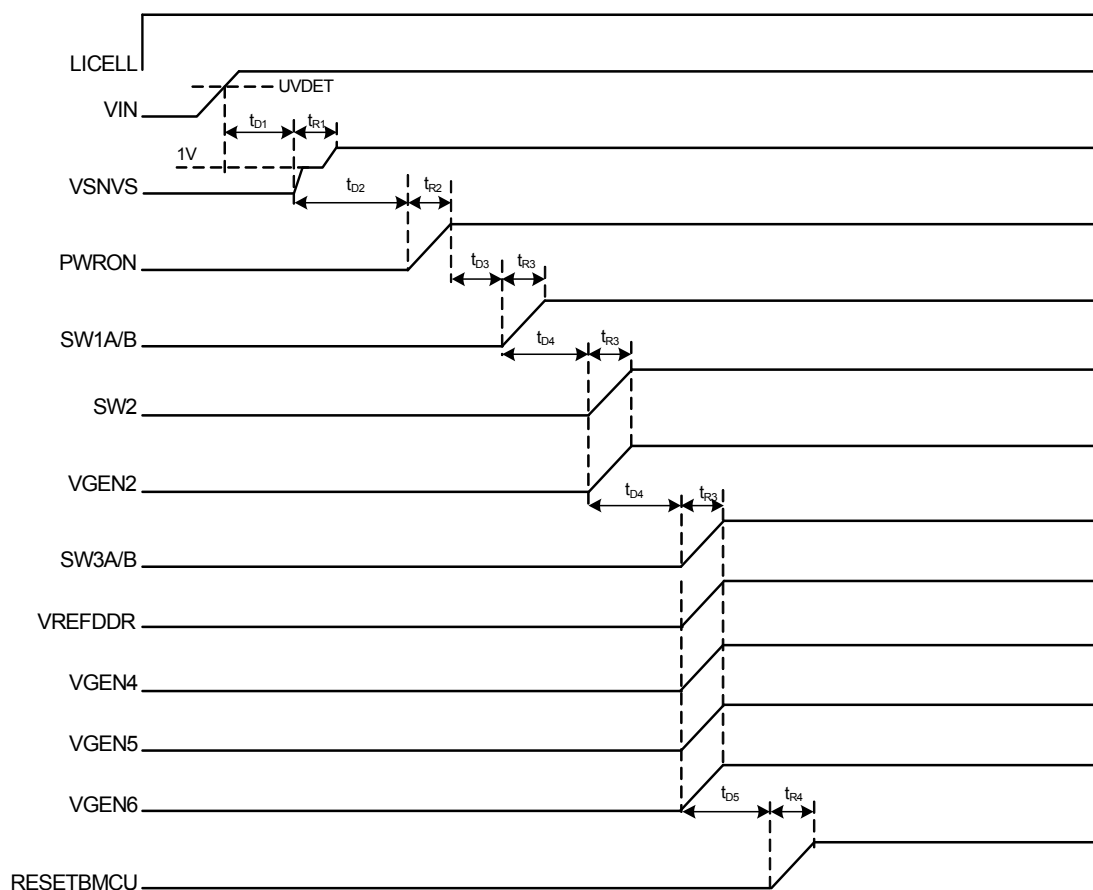 LICELL
UVDET
VIN
tD1 tR1
1V
VSNVS
tD2 tR2
PWRON
tD3 tR3
SW1A/B
tD4 tR3
SW2
VGEN2
tD4 tR3
SW3A/B
VREFDDR
VGEN4
VGEN5
VGEN6
tD5 tR4
RESETBMCU